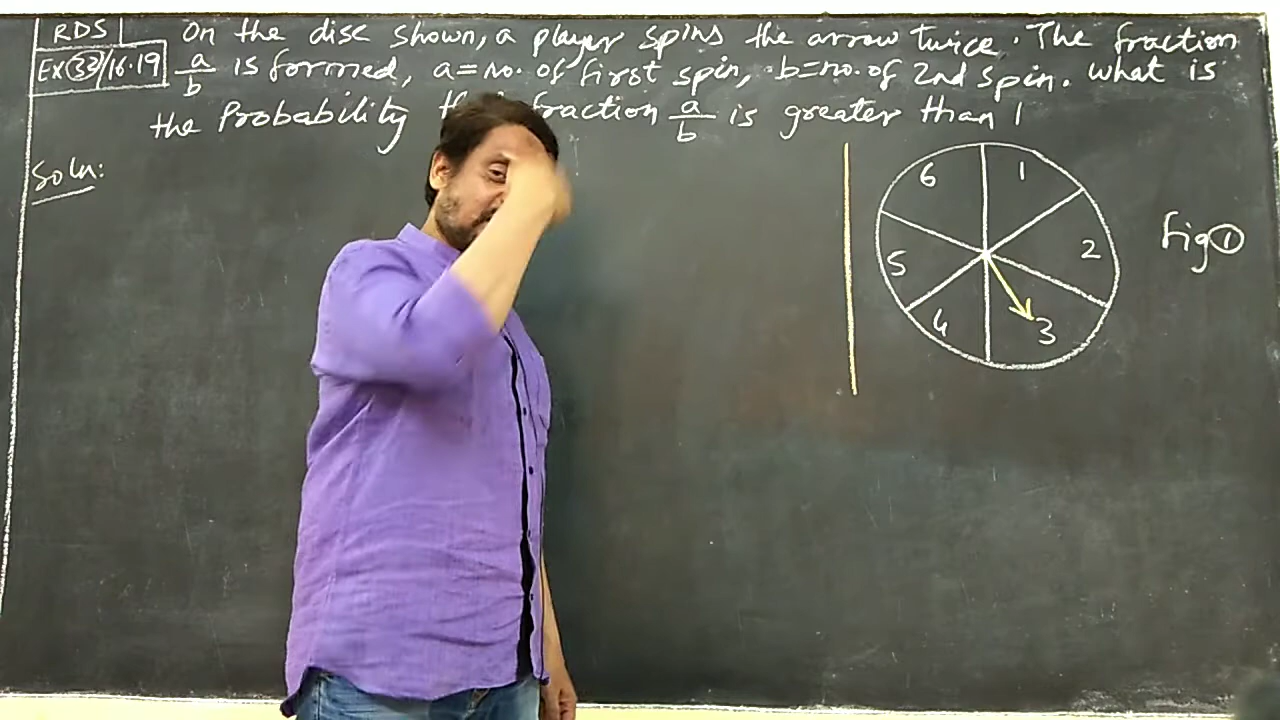 RDS
Ex(33)/16.19
On the disc shown, a player spins the arrow twice. The fraction
a/b is formed, a = no. of first spin, b = no. of 2nd spin. What is
the Probability fraction a/b is greater than 1
Soln:
6 1
5 2
4 3
Fig ①